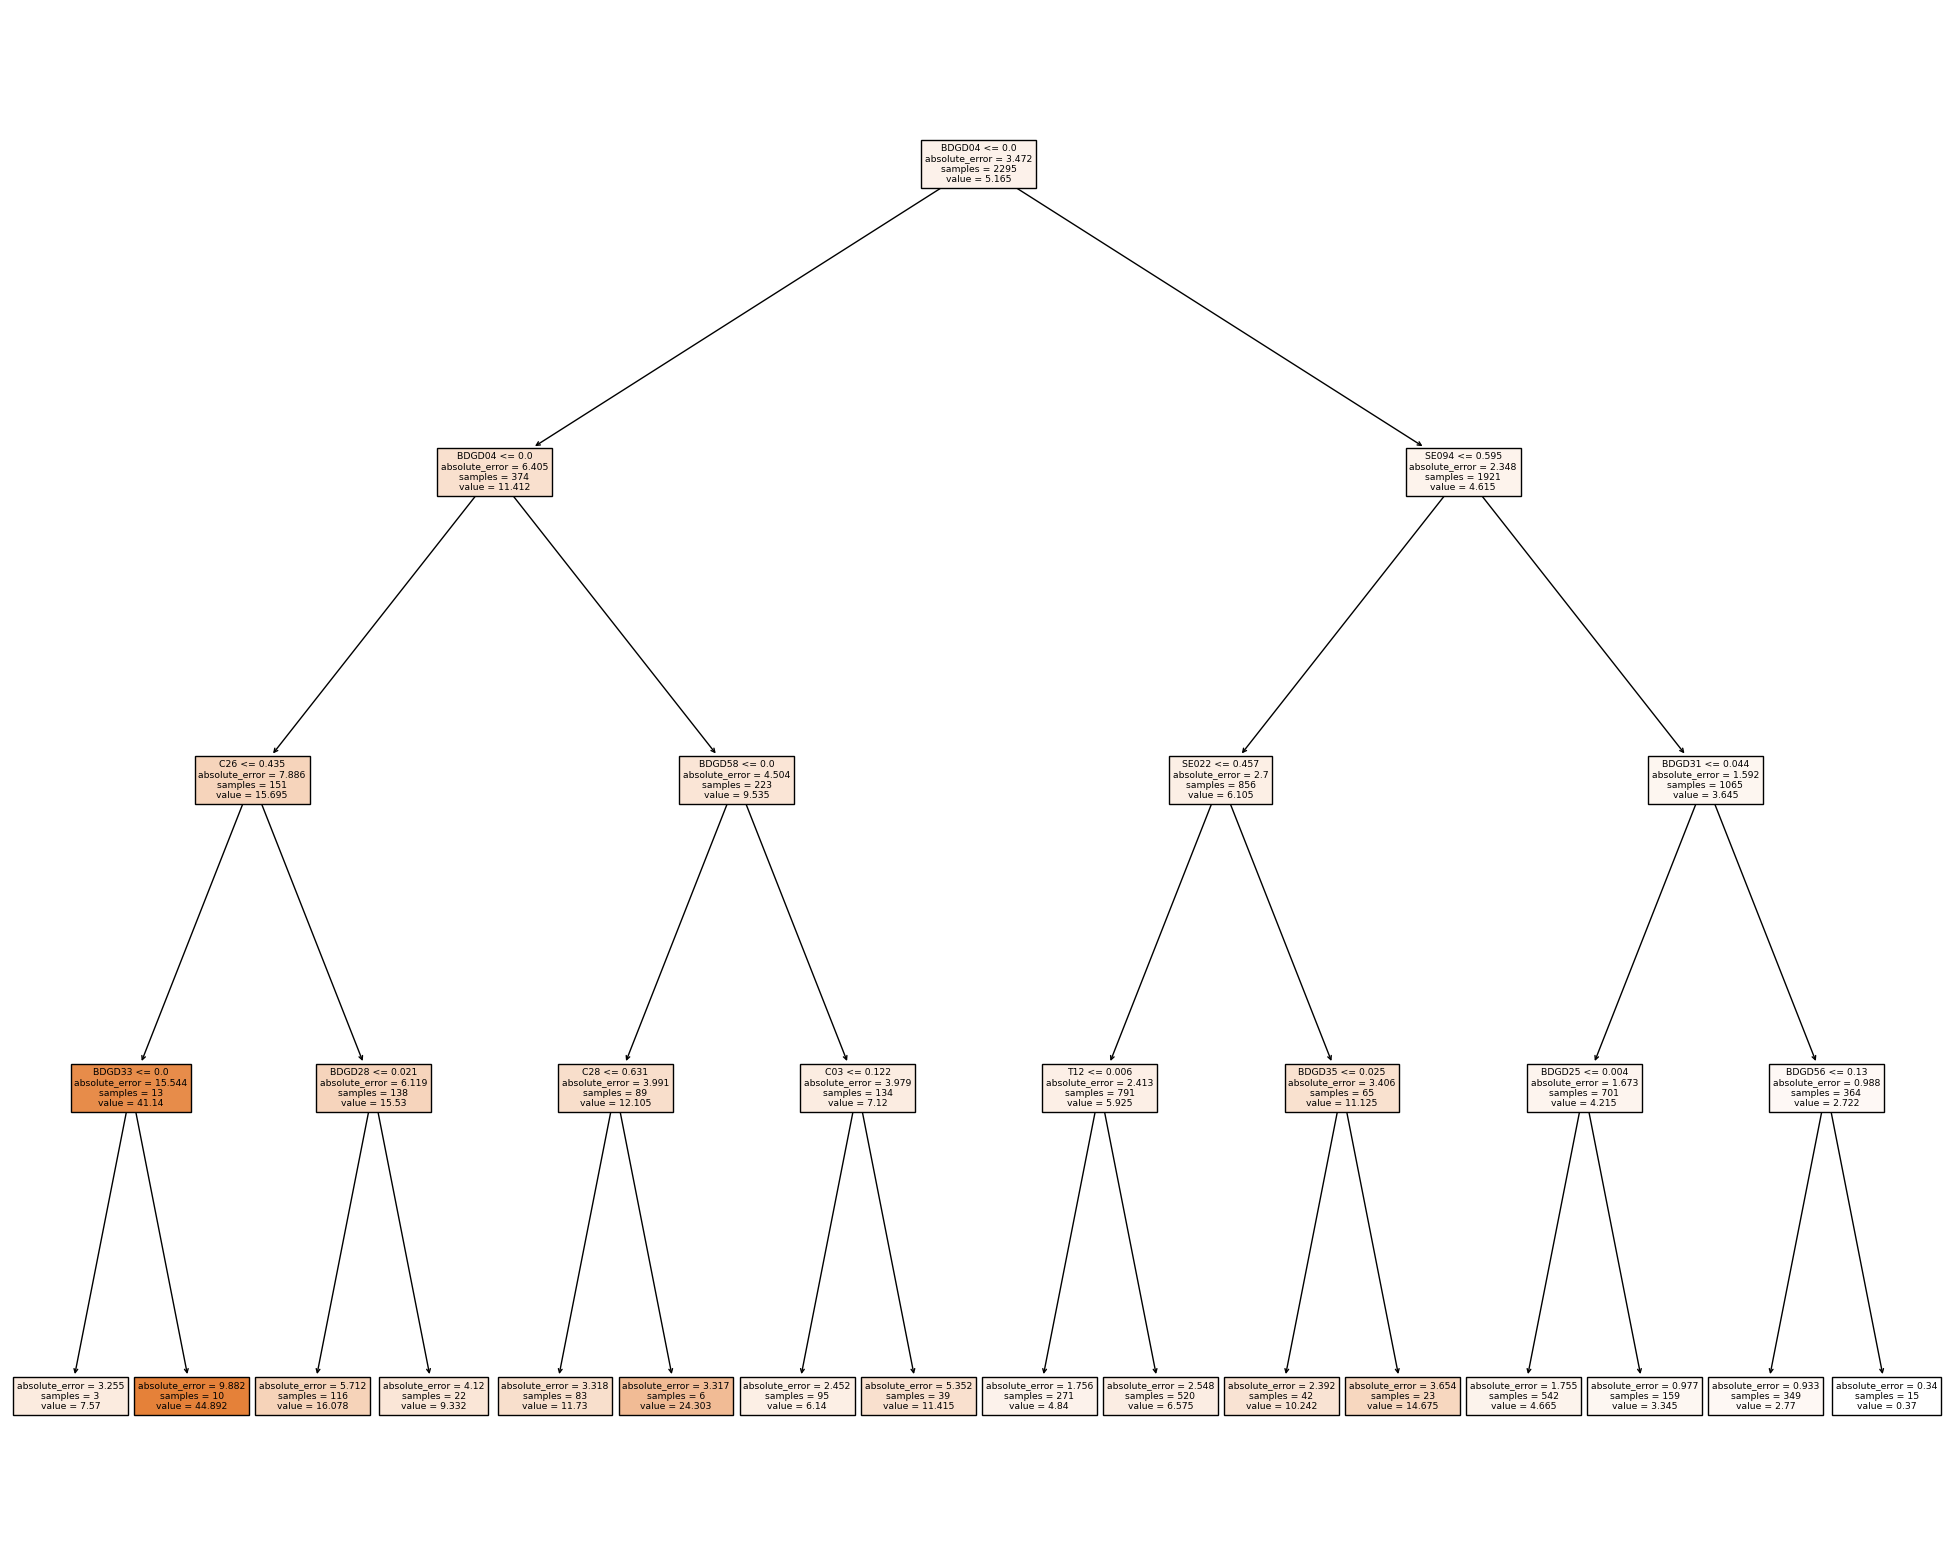 BDGD04 <= 0.0
absolute_error = 3.472
samples = 2295
value = 5.165
BDGD04 <= 0.0
absolute_error = 6.405
samples = 374
value = 11.412
SE094 <= 0.595
absolute_error = 2.348
samples = 1921
value = 4.615
C26 <= 0.435
absolute_error = 7.886
samples = 151
value = 15.695
BDGD58 <= 0.0
absolute_error = 4.504
samples = 223
value = 9.535
SE022 <= 0.457
absolute_error = 2.7
samples = 856
value = 6.105
BDGD31 <= 0.044
absolute_error = 1.592
samples = 1065
value = 3.645
BDGD33 <= 0.0
absolute_error = 15.544
samples = 13
value = 41.14
BDGD28 <= 0.021
absolute_error = 6.119
samples = 138
value = 15.53
C28 <= 0.631
absolute_error = 3.991
samples = 89
value = 12.105
C03 <= 0.122
absolute_error = 3.979
samples = 134
value = 7.12
T12 <= 0.006
absolute_error = 2.413
samples = 791
value = 5.925
BDGD35 <= 0.025
absolute_error = 3.406
samples = 65
value = 11.125
BDGD25 <= 0.004
absolute_error = 1.673
samples = 701
value = 4.215
BDGD56 <= 0.13
absolute_error = 0.988
samples = 364
value = 2.722
absolute_error = 3.255
samples = 3
value = 7.57
absolute_error = 9.882
samples = 10
value = 44.892
absolute_error = 5.712
samples = 116
value = 16.078
absolute_error = 4.12
samples = 22
value = 9.332
absolute_error = 3.318
samples = 83
value = 11.73
absolute_error = 3.317
samples = 6
value = 24.303
absolute_error = 2.452
samples = 95
value = 6.14
absolute_error = 5.352
samples = 39
value = 11.415
absolute_error = 1.756
samples = 271
value = 4.84
absolute_error = 2.548
samples = 520
value = 6.575
absolute_error = 2.392
samples = 42
value = 10.242
absolute_error = 3.654
samples = 23
value = 14.675
absolute_error = 1.755
samples = 542
value = 4.665
absolute_error = 0.977
samples = 159
value = 3.345
absolute_error = 0.933
samples = 349
value = 2.77
absolute_error = 0.34
samples = 15
value = 0.37